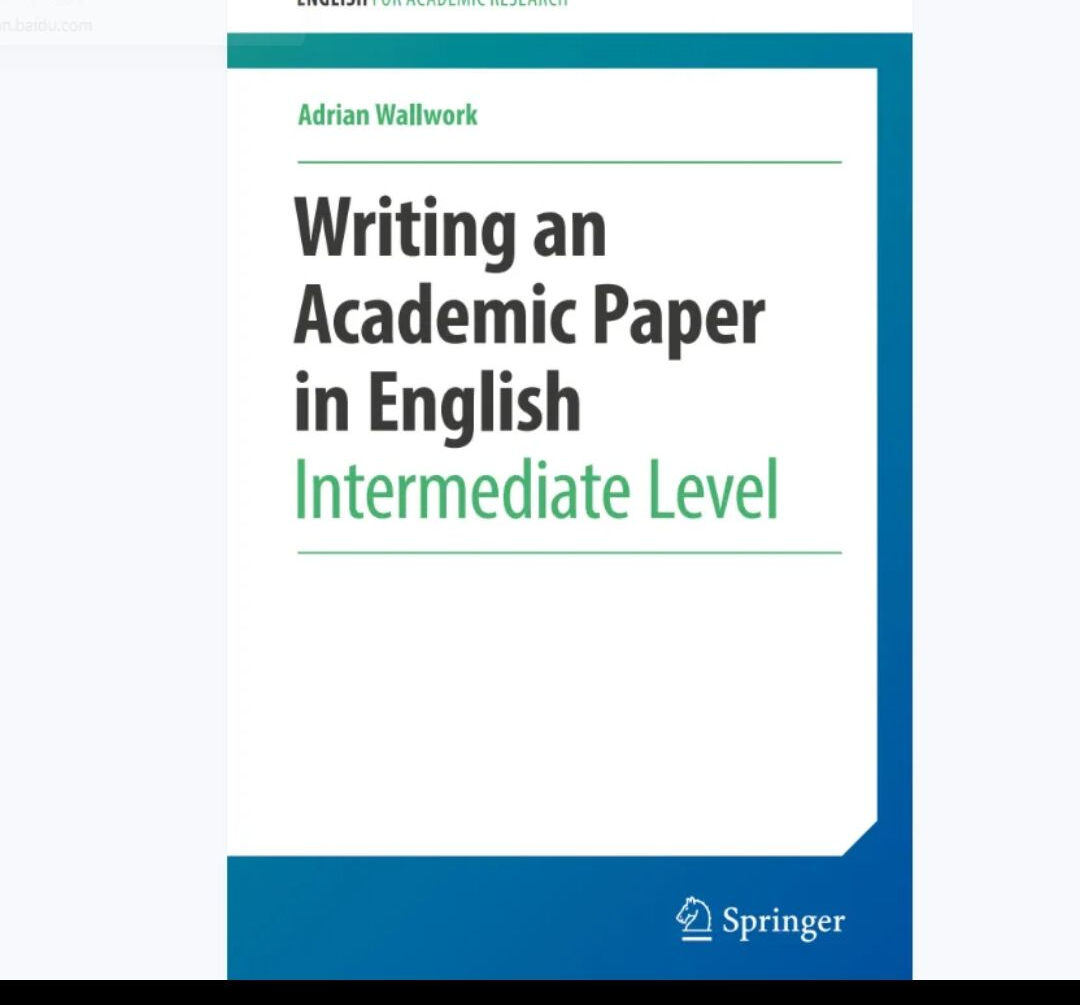 n.baidu.com
ENGLISH FOR ACADEMIC RESEARCH
Adrian Wallwork
Writing an
Academic Paper
in English
Intermediate Level
Springer